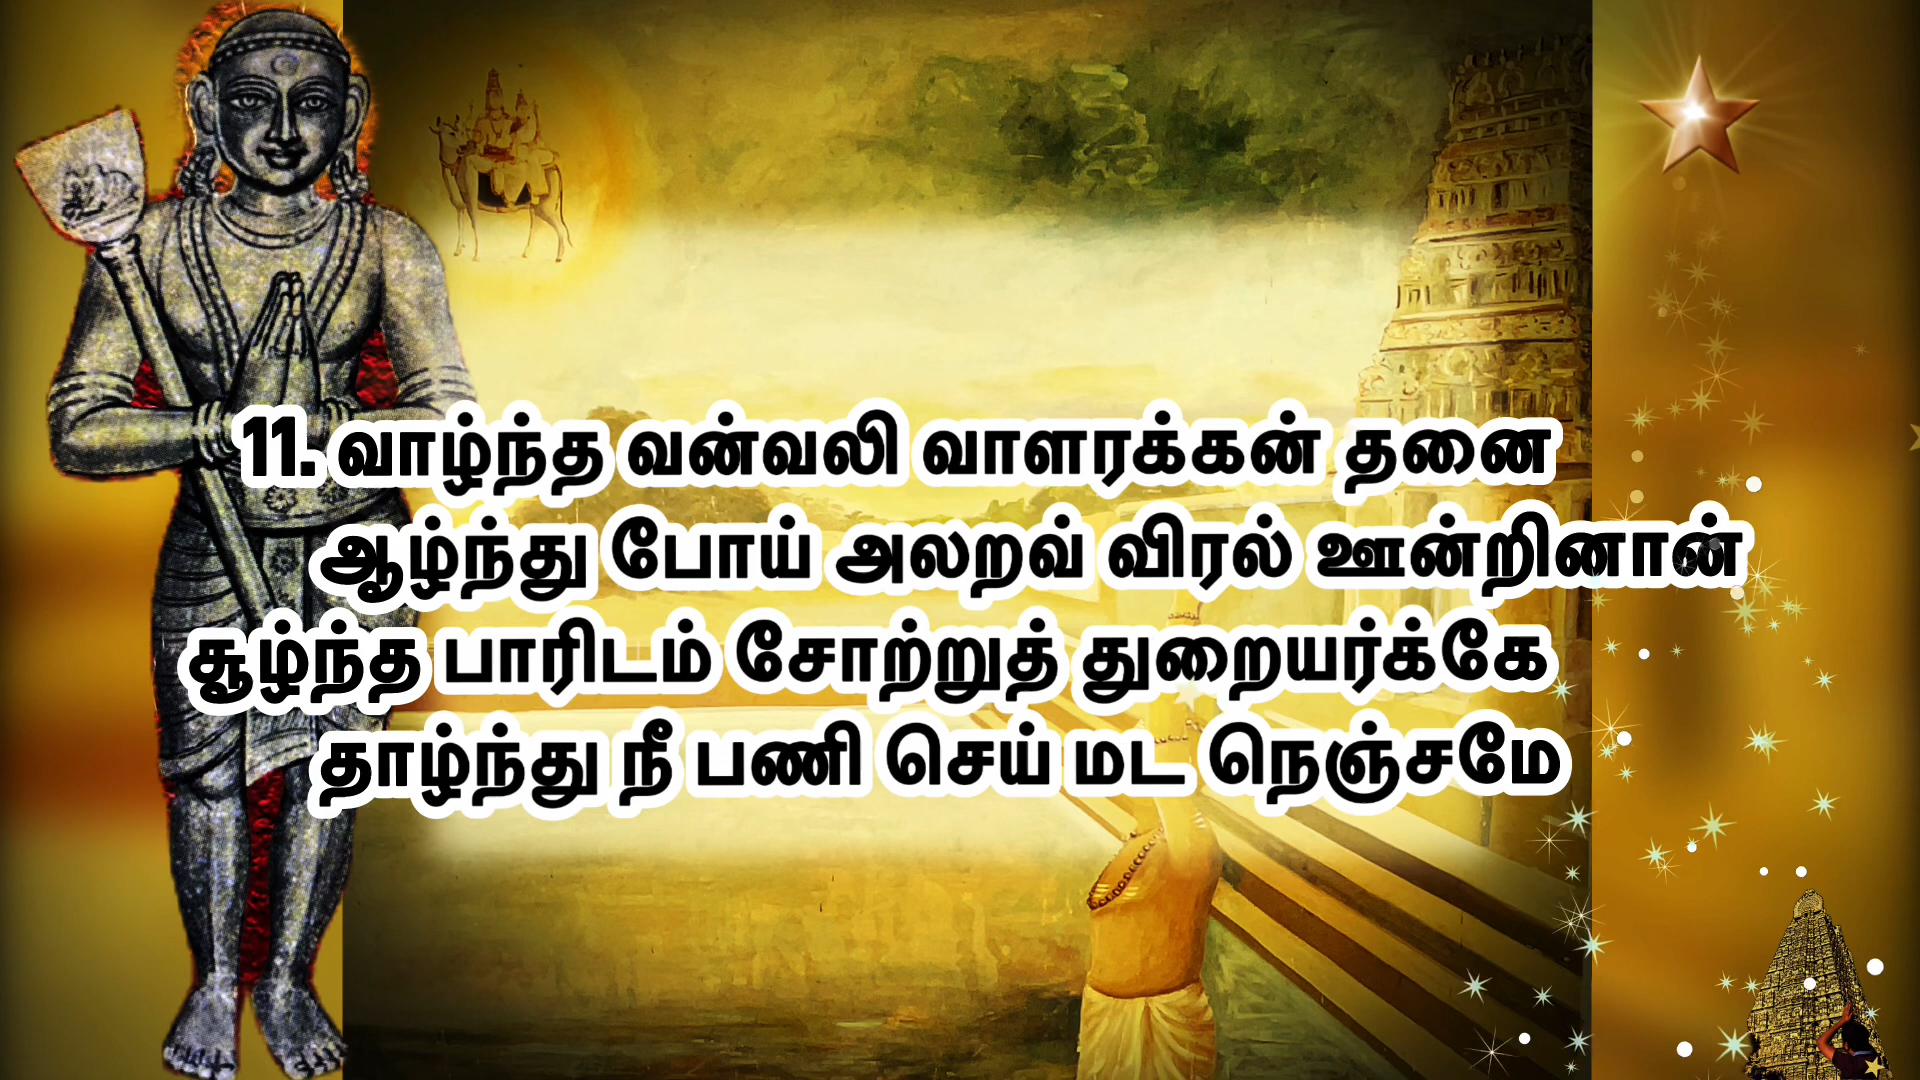 11. வாழ்ந்த வன்வலி வாளரக்கன் தனை
ஆழ்ந்து போய் அலறவ் விரல் ஊன்றினான்
சூழ்ந்த பாரிடம் சோற்றுத் துறையர்க்கே
தாழ்ந்து நீ பணி செய் மட நெஞ்சமே